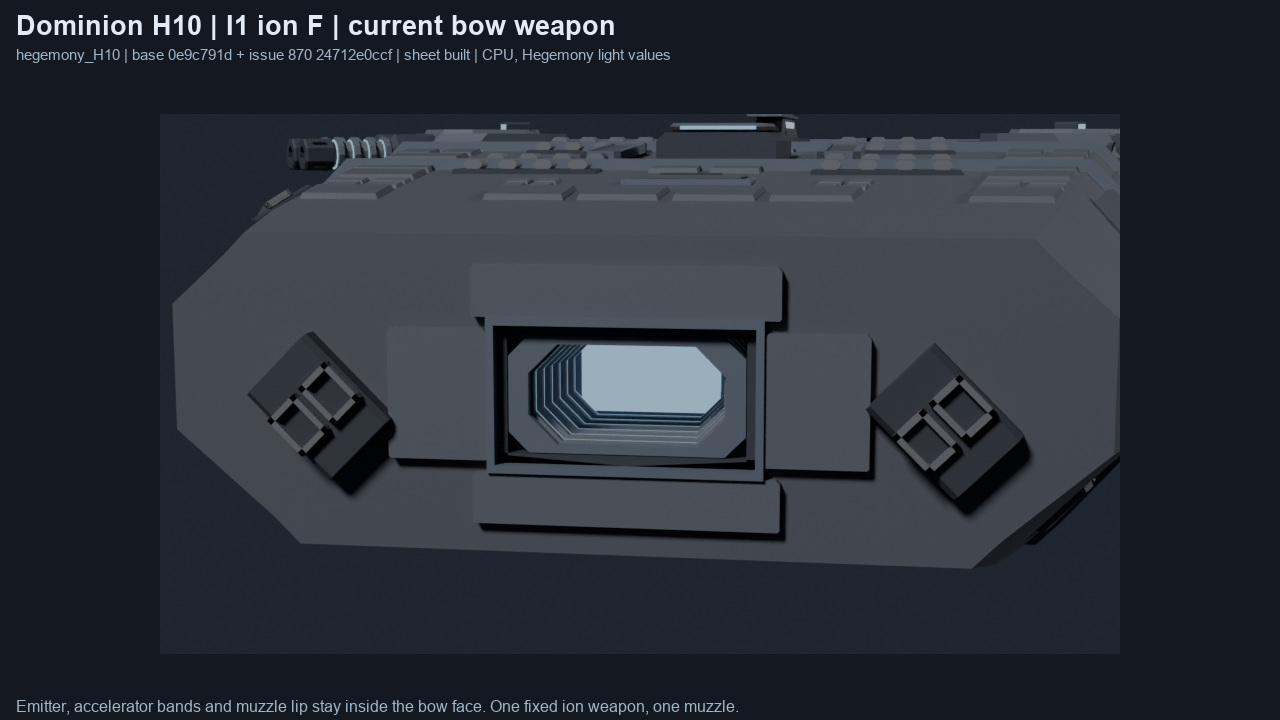 Dominion H10 | I1 ion F | current bow weapon
hegemony_H10 | base 0e9c791d + issue 870 24712e0ccf | sheet built | CPU, Hegemony light values
Emitter, accelerator bands and muzzle lip stay inside the bow face. One fixed ion weapon, one muzzle.